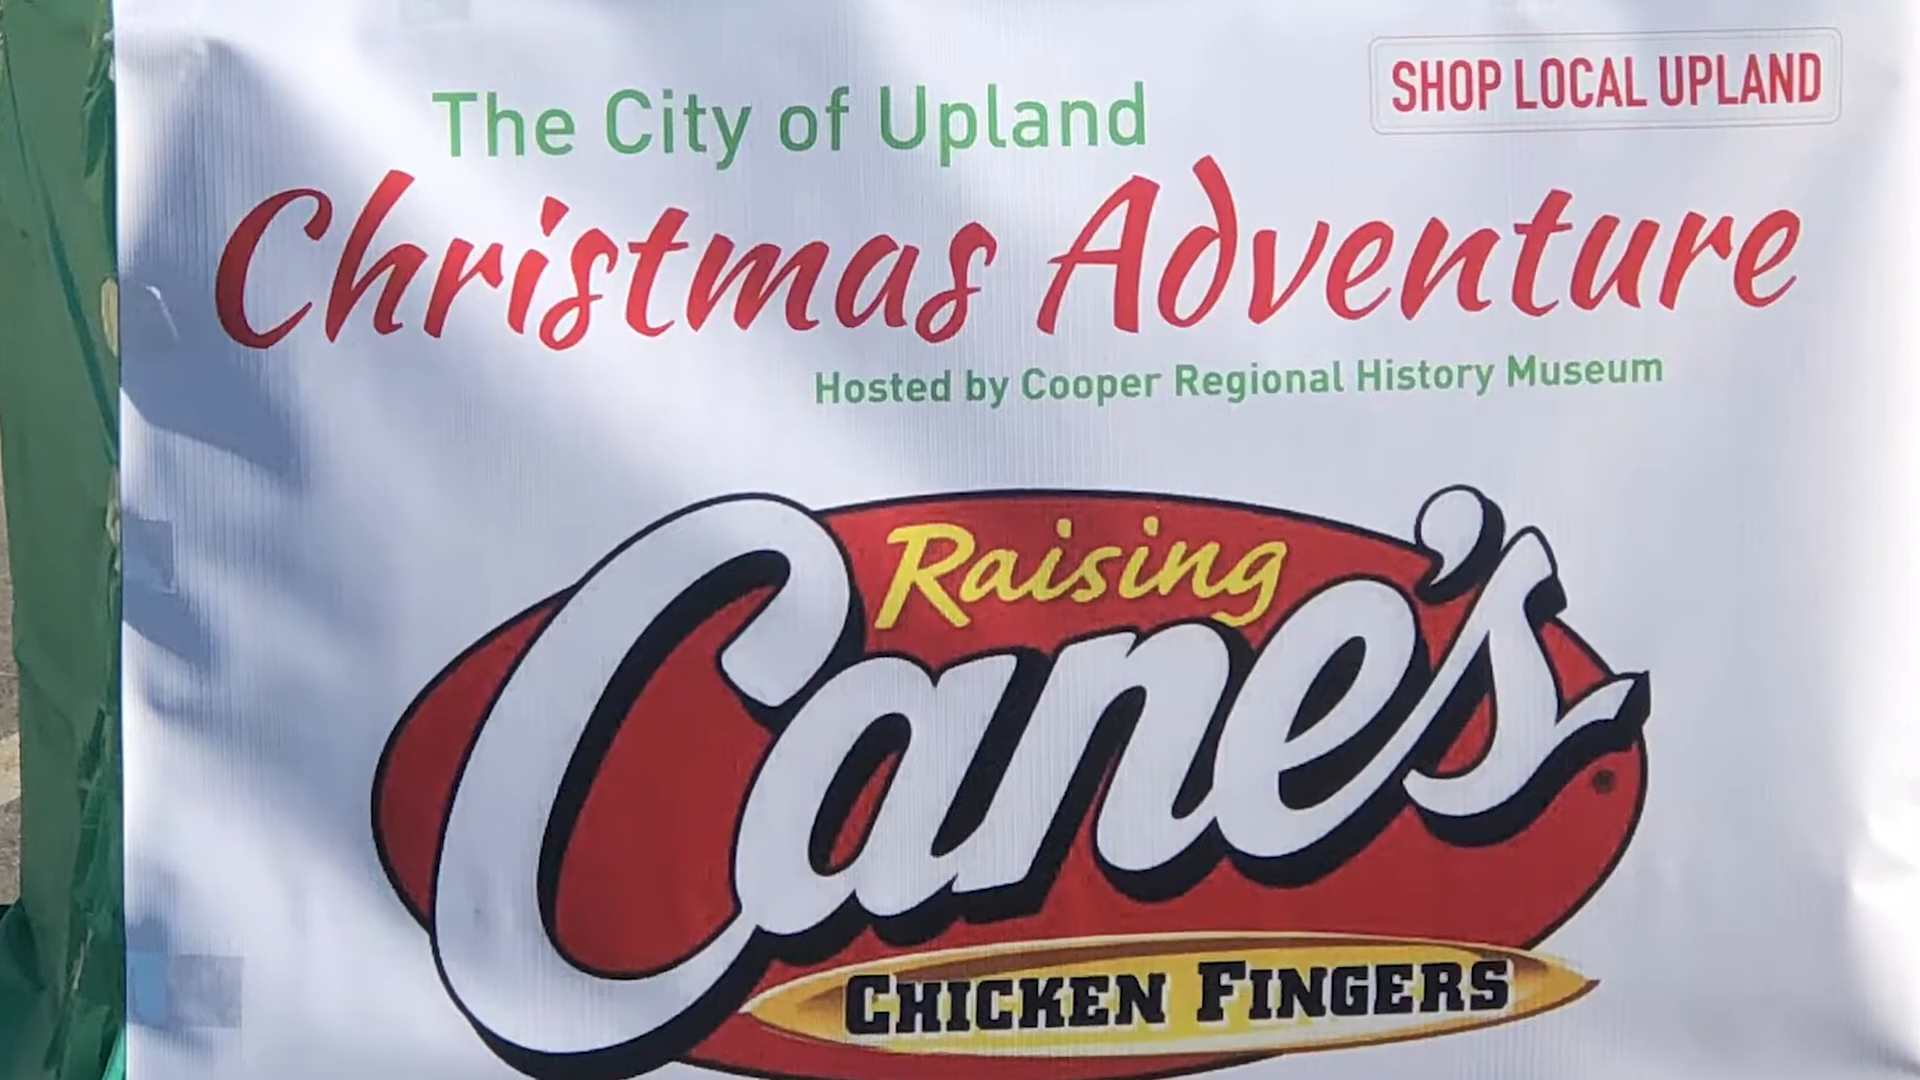 SHOP LOCAL UPLAND
The City of Upland
Christmas Adventure
Hosted by Cooper Regional History Museum
Raising
Cane's
®
CHICKEN FINGERS